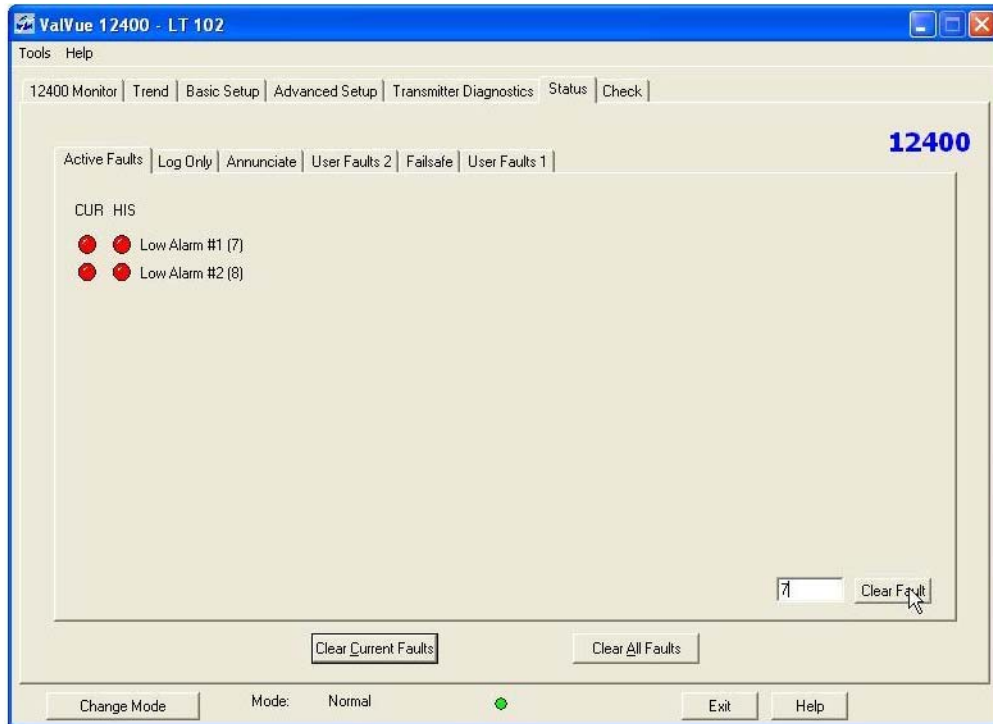 ValVue 12400 - LT 102
Tools Help
12400 Monitor Trend Basic Setup Advanced Setup Transmitter Diagnostics Status Check
12400
Active Faults Log Only Annunciate User Faults 2 Failsafe User Faults 1
CUR HIS
Low Alarm #1 (7)
Low Alarm #2 (8)
7 Clear Fault
Clear Current Faults Clear All Faults
Change Mode Mode: Normal Exit Help